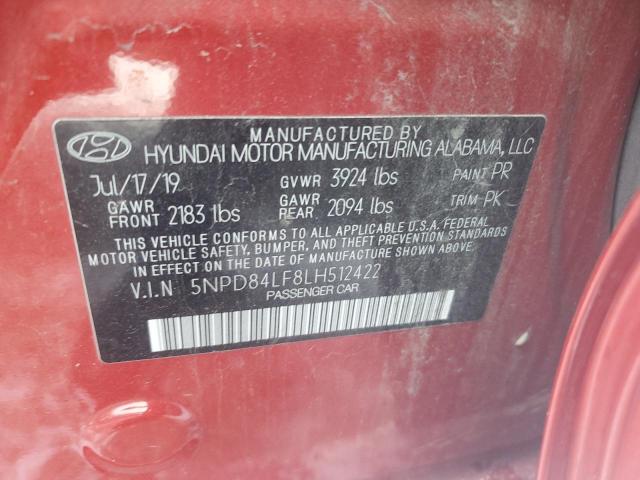 MANUFACTURED BY
HYUNDAI MOTOR MANUFACTURING ALABAMA, LLC
Jul/17/19 GVWR 3924 lbs PAINT PR
GAWR FRONT 2183 lbs GAWR REAR 2094 lbs TRIM PK
THIS VEHICLE CONFORMS TO ALL APPLICABLE U.S.A. FEDERAL
MOTOR VEHICLE SAFETY, BUMPER, AND THEFT PREVENTION STANDARDS
IN EFFECT ON THE DATE OF MANUFACTURE SHOWN ABOVE.
V.I.N 5NPD84LF8LH512422
PASSENGER CAR